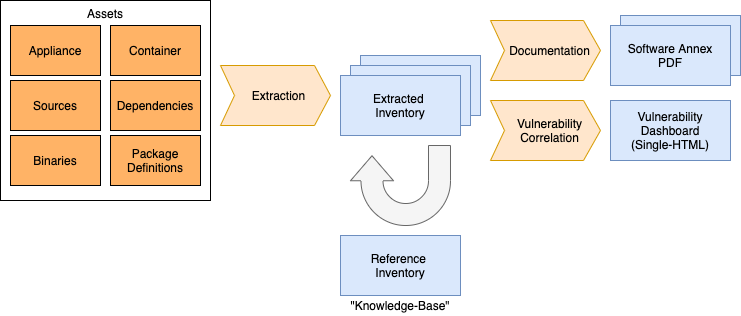 Assets
Appliance
Container
Sources
Dependencies
Binaries
Package
Definitions
Extraction
Extracted
Inventory
Documentation
Software Annex
PDF
Vulnerability
Correlation
Vulnerability
Dashboard
(Single-HTML)
Reference
Inventory
"Knowledge-Base"